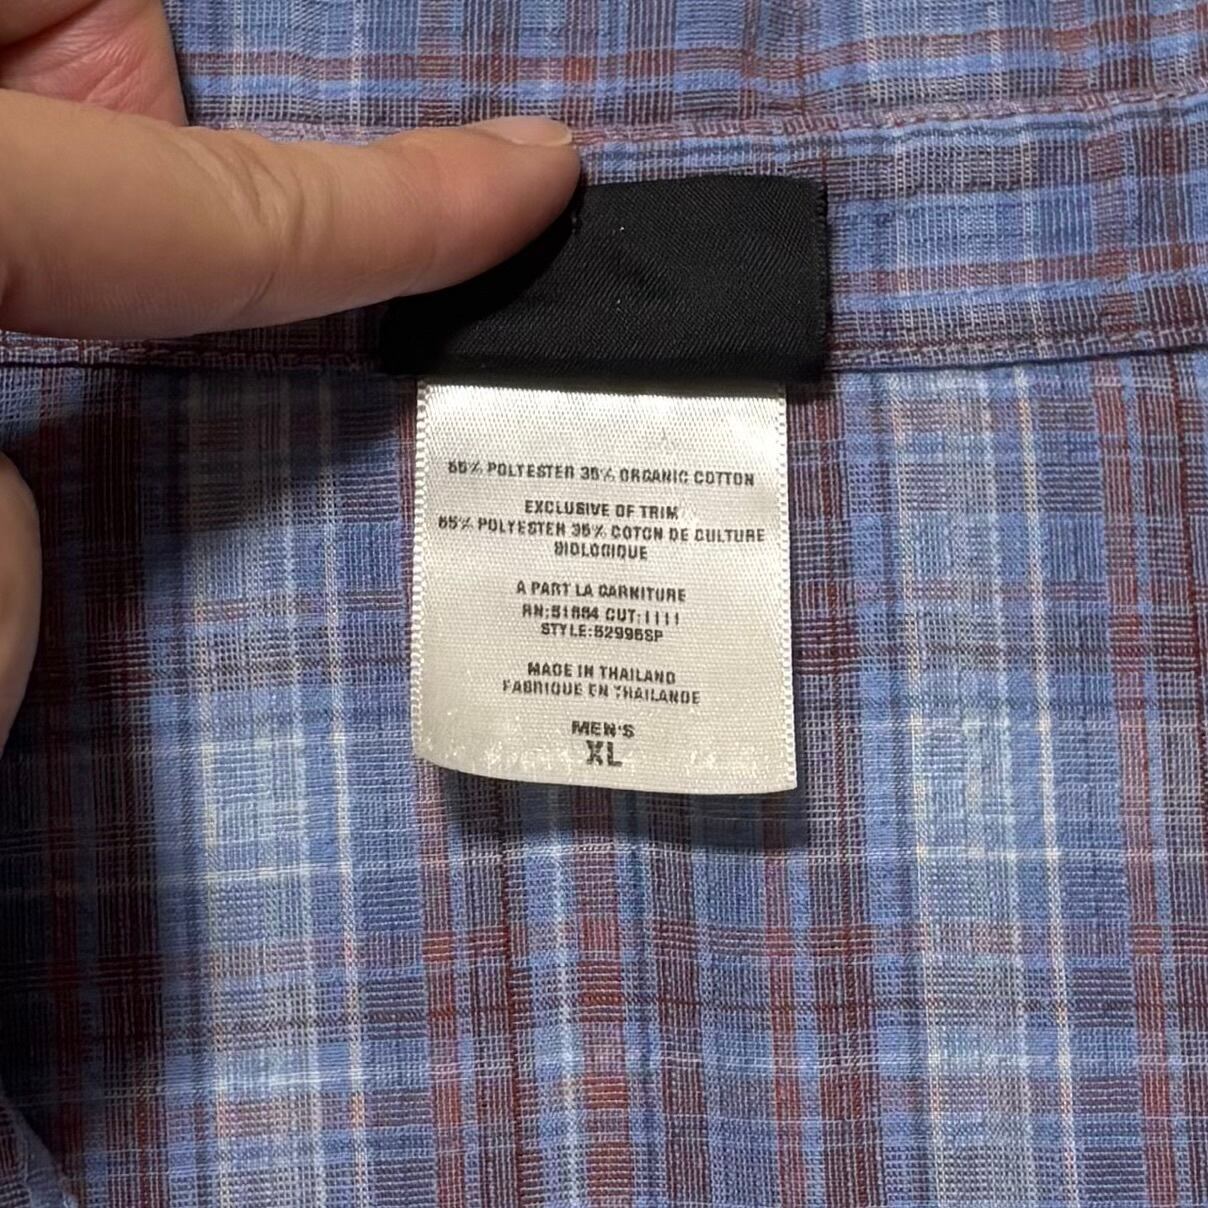 65% POLYESTER 35% ORGANIC COTTON
EXCLUSIVE OF TRIM
65% POLYESTER 35% COTON DE CULTURE
BIOLOGIQUE
A PART LA GARNITURE
RN:51884 CUT:1111
STYLE:52996SP
MADE IN THAILAND
FABRIQUE EN THAILANDE
MEN'S
XL